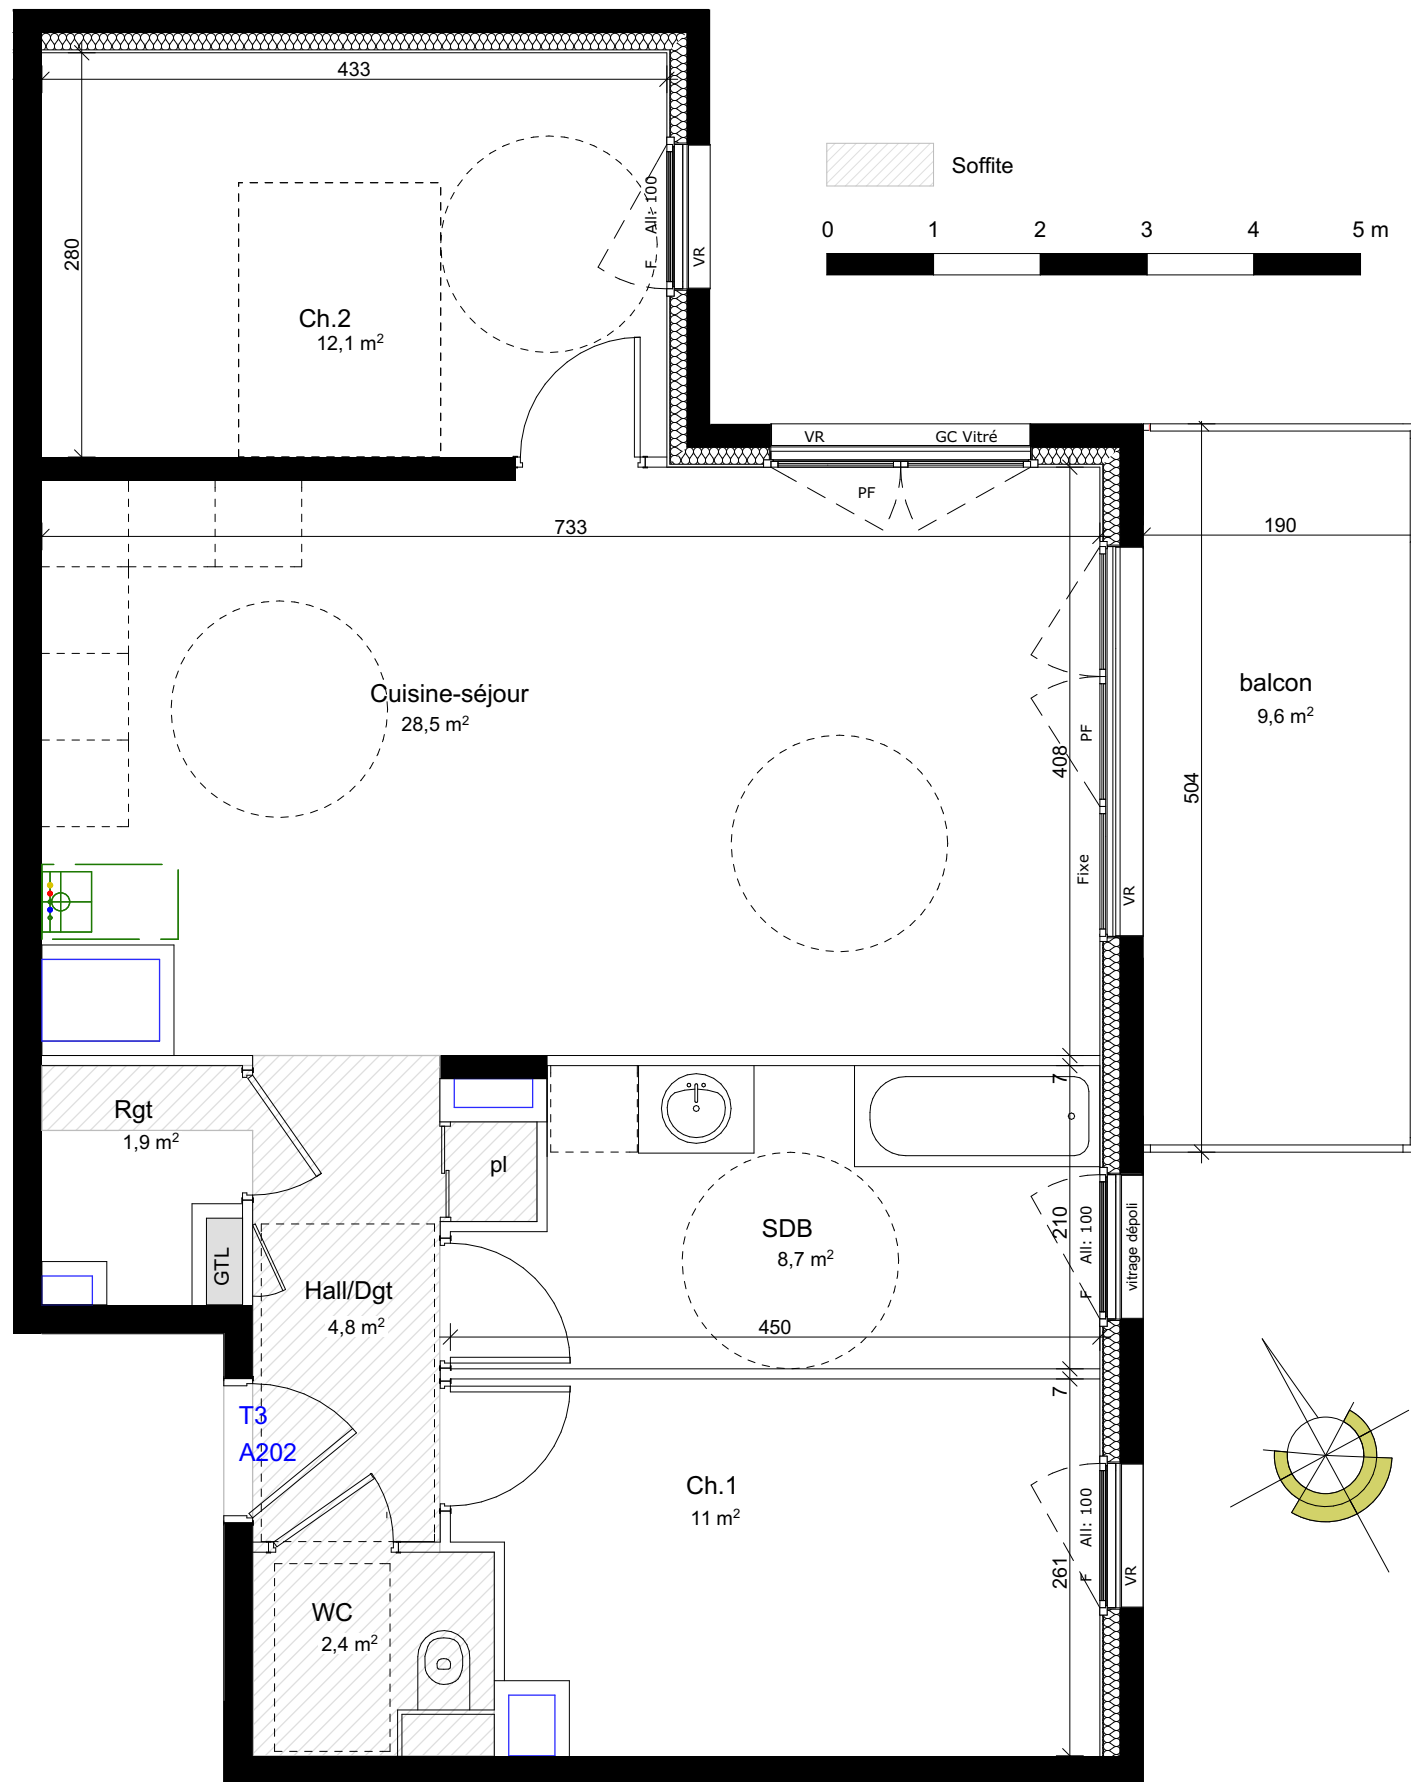 433
280
Ch.2
12,1 m²
F All: 100
VR
Soffite
0 1 2 3 4 5 m
VR GC Vitré
PF
733
190
Cuisine-séjour
28,5 m²
408
PF
Fixe
VR
balcon
9,6 m²
504
Rgt
1,9 m²
pl
7
GTL
SDB
8,7 m²
210
F All: 100
vitrage dépoli
Hall/Dgt
4,8 m²
450
7
T3
A202
Ch.1
11 m²
261
F All: 100
VR
WC
2,4 m²